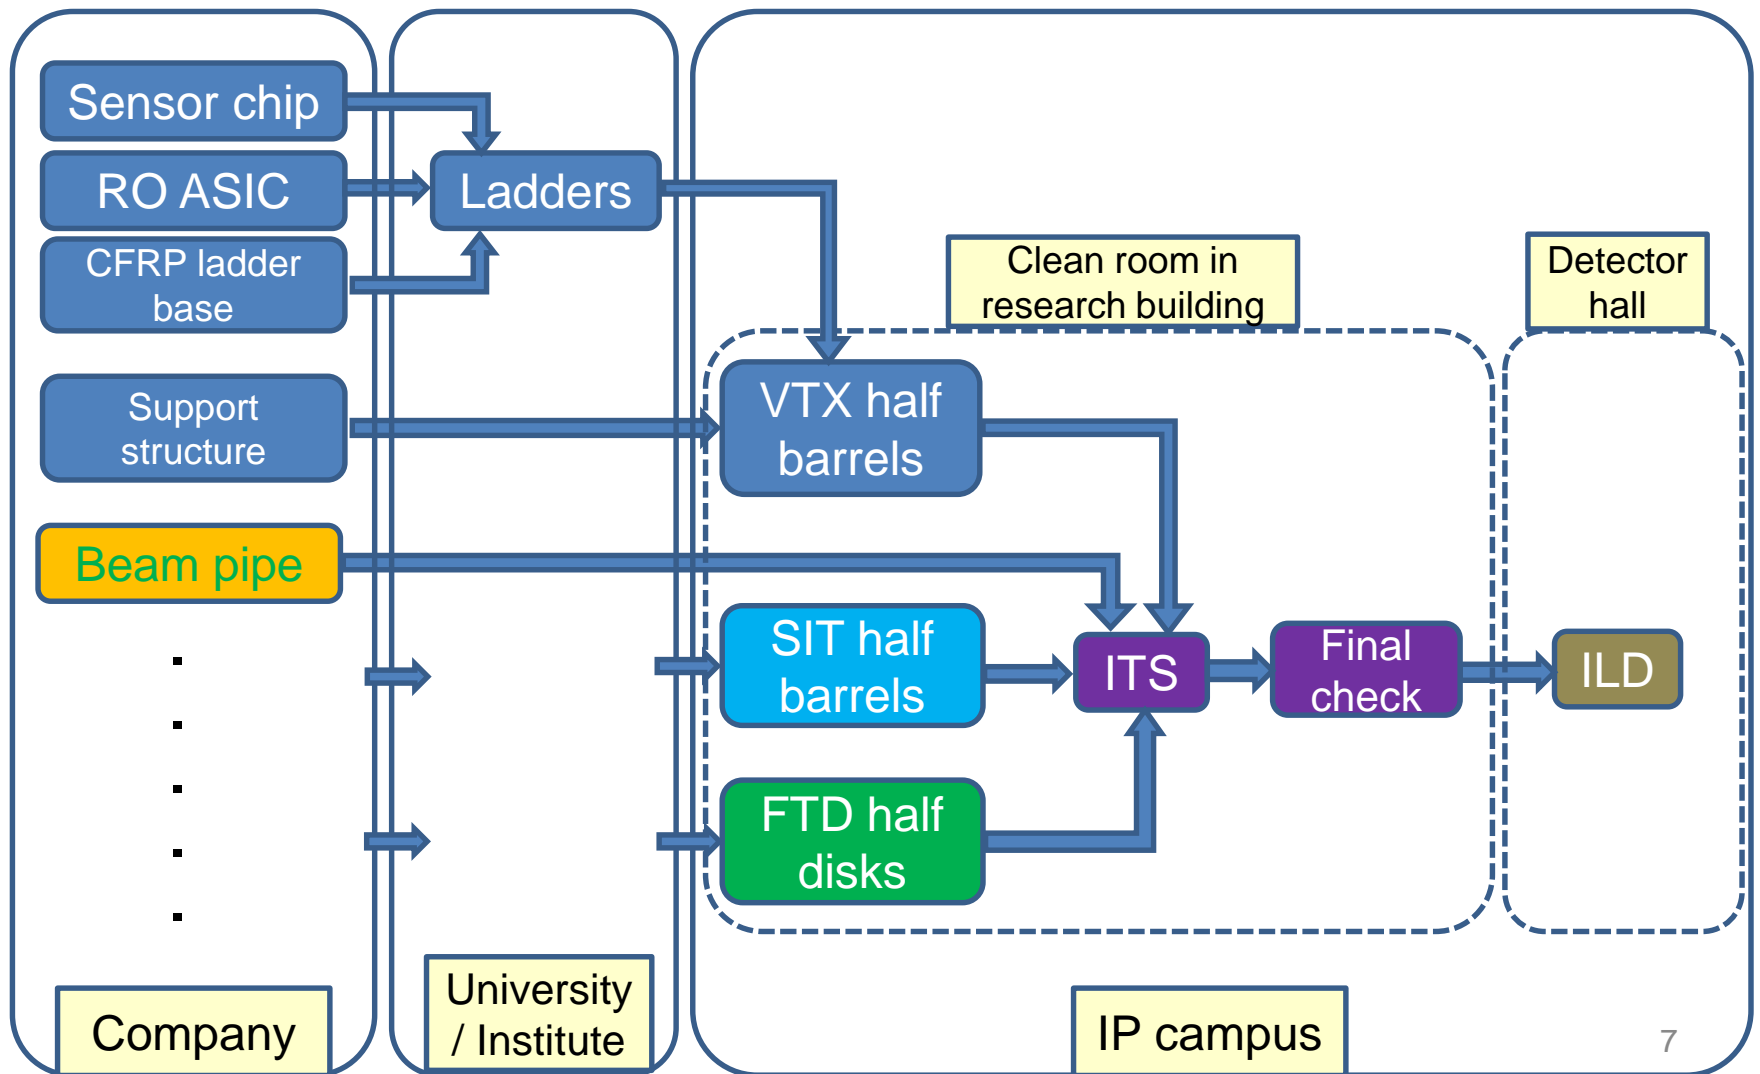 Sensor chip
RO ASIC
CFRP ladder
base
Support
structure
Beam pipe
Company
Ladders
University
/ Institute
Clean room in
research building
Detector
hall
VTX half
barrels
SIT half
barrels
FTD half
disks
ITS
Final
check
ILD
IP campus
7